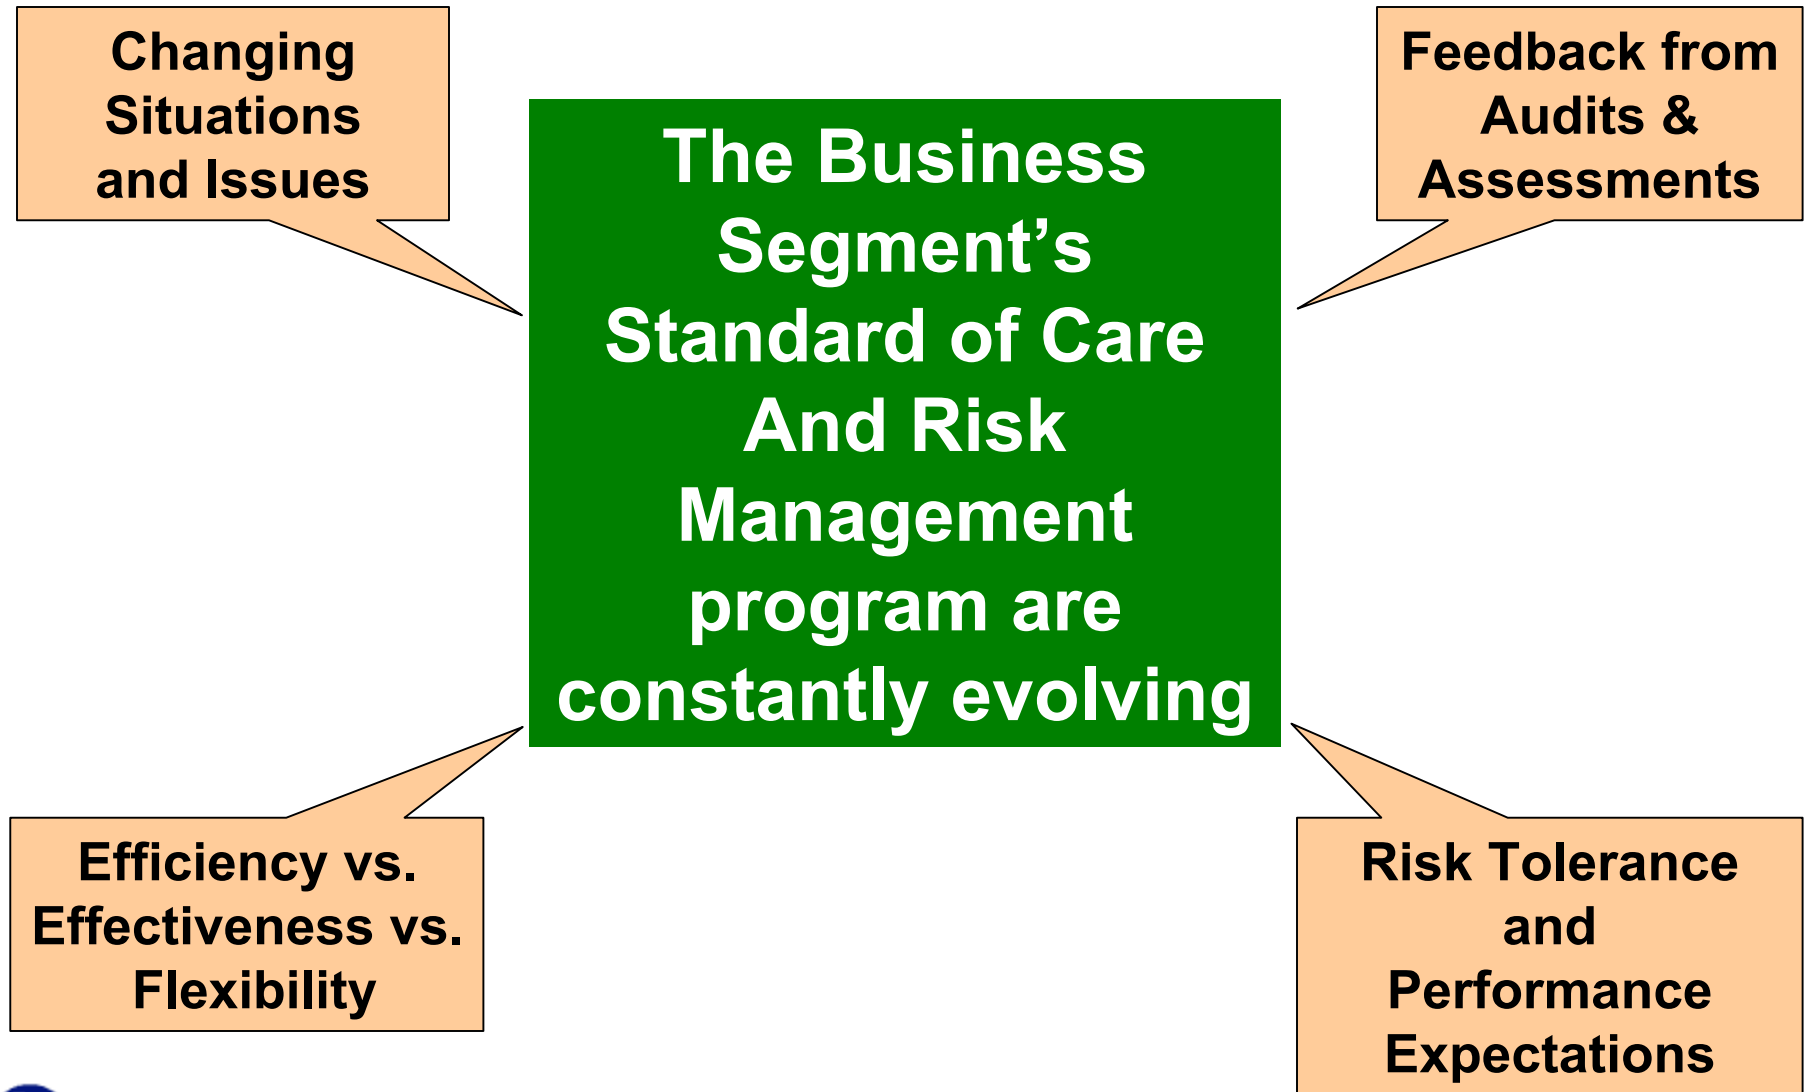 Changing
Situations
and Issues
Feedback from
Audits &
Assessments
The Business
Segment’s
Standard of Care
And Risk
Management
program are
constantly evolving
Efficiency vs.
Effectiveness vs.
Flexibility
Risk Tolerance
and
Performance
Expectations